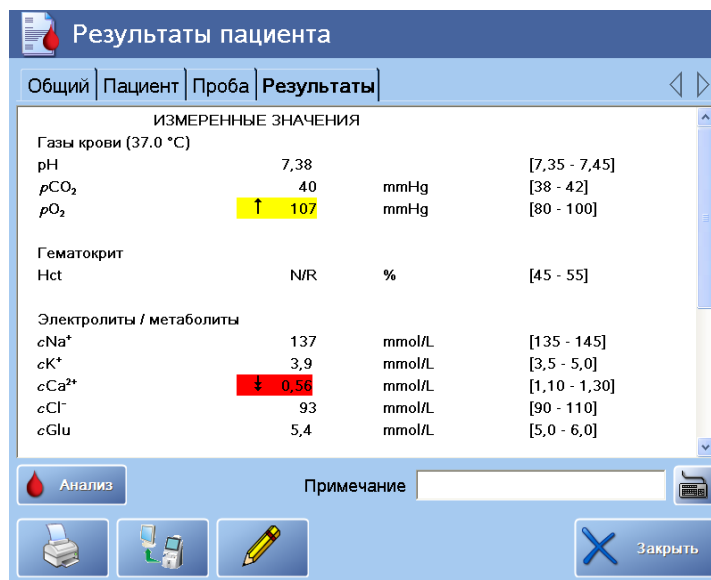 Результаты пациента
Общий Пациент Проба Результаты
ИЗМЕРЕННЫЕ ЗНАЧЕНИЯ
Газы крови (37.0 °C)
pH 7,38 [7,35 - 7,45]
pCO₂ 40 mmHg [38 - 42]
pO₂ ↑ 107 mmHg [80 - 100]
Гематокрит
Hct N/R % [45 - 55]
Электролиты / метаболиты
cNa⁺ 137 mmol/L [135 - 145]
cK⁺ 3,9 mmol/L [3,5 - 5,0]
cCa²⁺ ↡ 0,56 mmol/L [1,10 - 1,30]
cCl⁻ 93 mmol/L [90 - 110]
cGlu 5,4 mmol/L [5,0 - 6,0]
Анализ Примечание
Закрыть